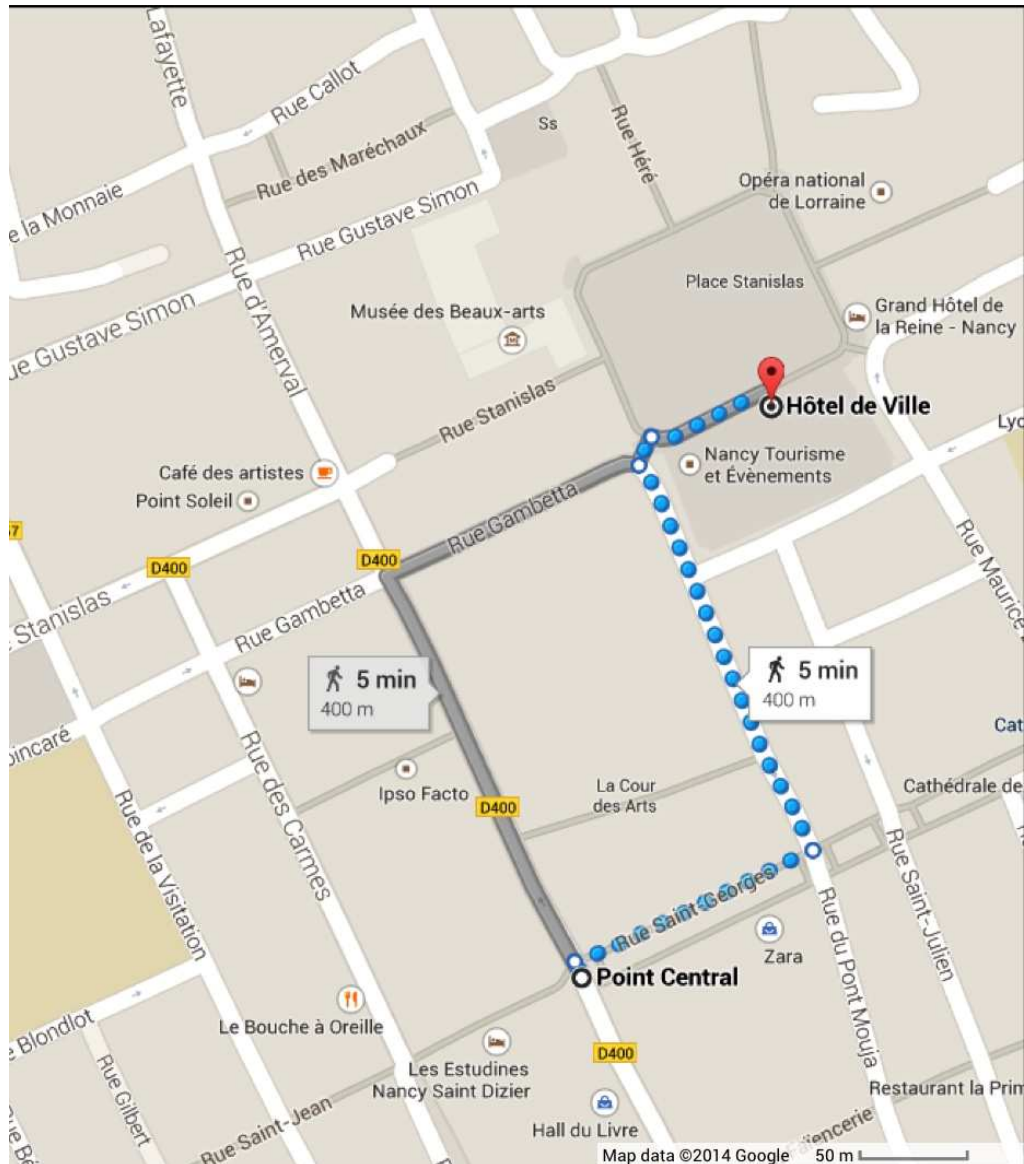 Lafayette
Rue Callot
Ss
Rue Héré
Rue des Maréchaux
Opéra national
de Lorraine
e la Monnaie
Rue Gustave Simon
Rue d'Amerval
Place Stanislas
ue Gustave Simon
Musée des Beaux-arts
Grand Hôtel de
la Reine - Nancy
Rue Stanislas
Hôtel de Ville
Lyc
Café des artistes
Nancy Tourisme
et Évènements
Point Soleil
Rue Gambetta
57
D400
D400
Stanislas
Rue Gambetta
Rue Maurice
5 min
400 m
5 min
400 m
oincaré
Cat
Ipso Facto
D400
La Cour
des Arts
Cathédrale de
Rue de la Visitation
Rue des Carmes
Rue Saint-Georges
Rue Saint-Julien
Zara
Rue du Pont Mouja
Point Central
Le Bouche à Oreille
e Blondlot
D400
Les Estudines
Nancy Saint Dizier
Rue Gilbert
Restaurant la Prim
Rue Saint-Jean
Hall du Livre
Faïencerie
Map data ©2014 Google
50 m